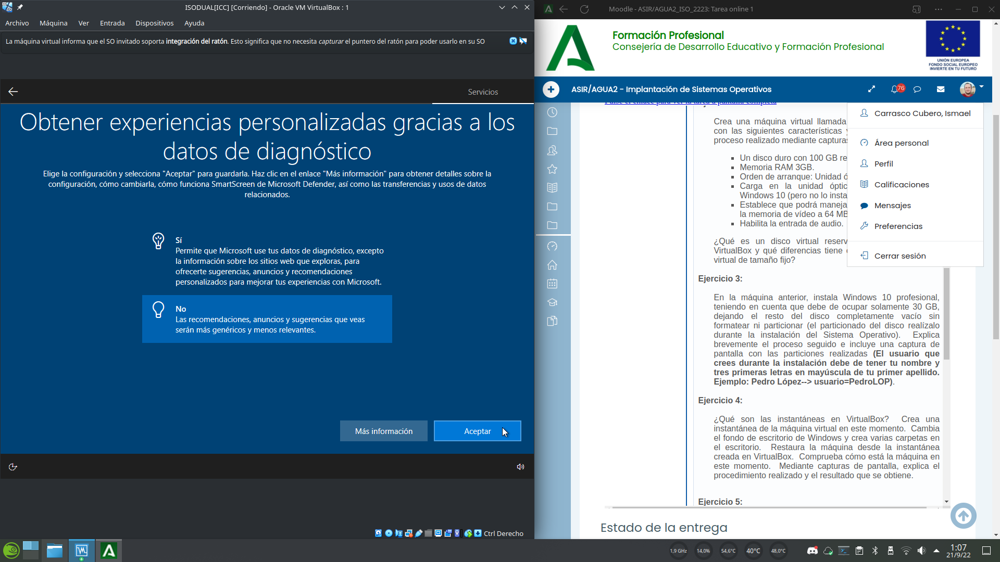 ISODUAL[ICC] [Corriendo] - Oracle VM VirtualBox : 1
Archivo Máquina Ver Entrada Dispositivos Ayuda
La máquina virtual informa que el SO invitado soporta integración del ratón. Esto significa que no necesita capturar el puntero del ratón para poder usarlo en su SO
Servicios
Obtener experiencias personalizadas gracias a los
datos de diagnóstico
Elige la configuración y selecciona "Aceptar" para guardarla. Haz clic en el enlace "Más información" para obtener detalles sobre la
configuración, cómo cambiarla, cómo funciona SmartScreen de Microsoft Defender, así como las transferencias y usos de datos
relacionados.
Sí
Permite que Microsoft use tus datos de diagnóstico, excepto
la información sobre los sitios web que exploras, para
ofrecerte sugerencias, anuncios y recomendaciones
personalizados para mejorar tus experiencias con Microsoft.
No
Las recomendaciones, anuncios y sugerencias que veas
serán más genéricos y menos relevantes.
Más información
Aceptar
Ctrl Derecho
Moodle - ASIR/AGUA2_ISO_2223: Tarea online 1
Formación Profesional
Consejería de Desarrollo Educativo y Formación Profesional
UNIÓN EUROPEA
FONDO SOCIAL EUROPEO
INVIERTE EN TU FUTURO
ASIR/AGUA2 - Implantación de Sistemas Operativos
76
Pulse el enlace para ver la tarea a pantalla completa
Carrasco Cubero, Ismael
Área personal
Perfil
Calificaciones
Mensajes
Preferencias
Cerrar sesión
Crea una máquina virtual llamada
con las siguientes características
proceso realizado mediante capturas
Un disco duro con 100 GB re
Memoria RAM 3GB.
Orden de arranque: Unidad ó
Carga en la unidad óptic
Windows 10 (pero no lo insta
Establece que podrá maneja
la memoria de vídeo a 64 MB
Habilita la entrada de audio.
¿Qué es un disco virtual reserv
VirtualBox y qué diferencias tiene
virtual de tamaño fijo?
Ejercicio 3:
En la máquina anterior, instala Windows 10 profesional,
teniendo en cuenta que debe de ocupar solamente 30 GB,
dejando el resto del disco completamente vacío sin
formatear ni particionar (el particionado del disco realízalo
durante la instalación del Sistema Operativo). Explica
brevemente el proceso seguido e incluye una captura de
pantalla con las particiones realizadas (El usuario que
crees durante la instalación debe de tener tu nombre y
tres primeras letras en mayúscula de tu primer apellido.
Ejemplo: Pedro López--> usuario=PedroLOP).
Ejercicio 4:
¿Qué son las instantáneas en VirtualBox? Crea una
instantánea de la máquina virtual en este momento. Cambia
el fondo de escritorio de Windows y crea varias carpetas en
el escritorio. Restaura la máquina desde la instantánea
creada en VirtualBox. Comprueba cómo está la máquina en
este momento. Mediante capturas de pantalla, explica el
procedimiento realizado y el resultado que se obtiene.
Ejercicio 5:
Estado de la entrega
1,9 GHz
14,0%
54,6°C
40°C
48,0°C
1:07
21/9/22